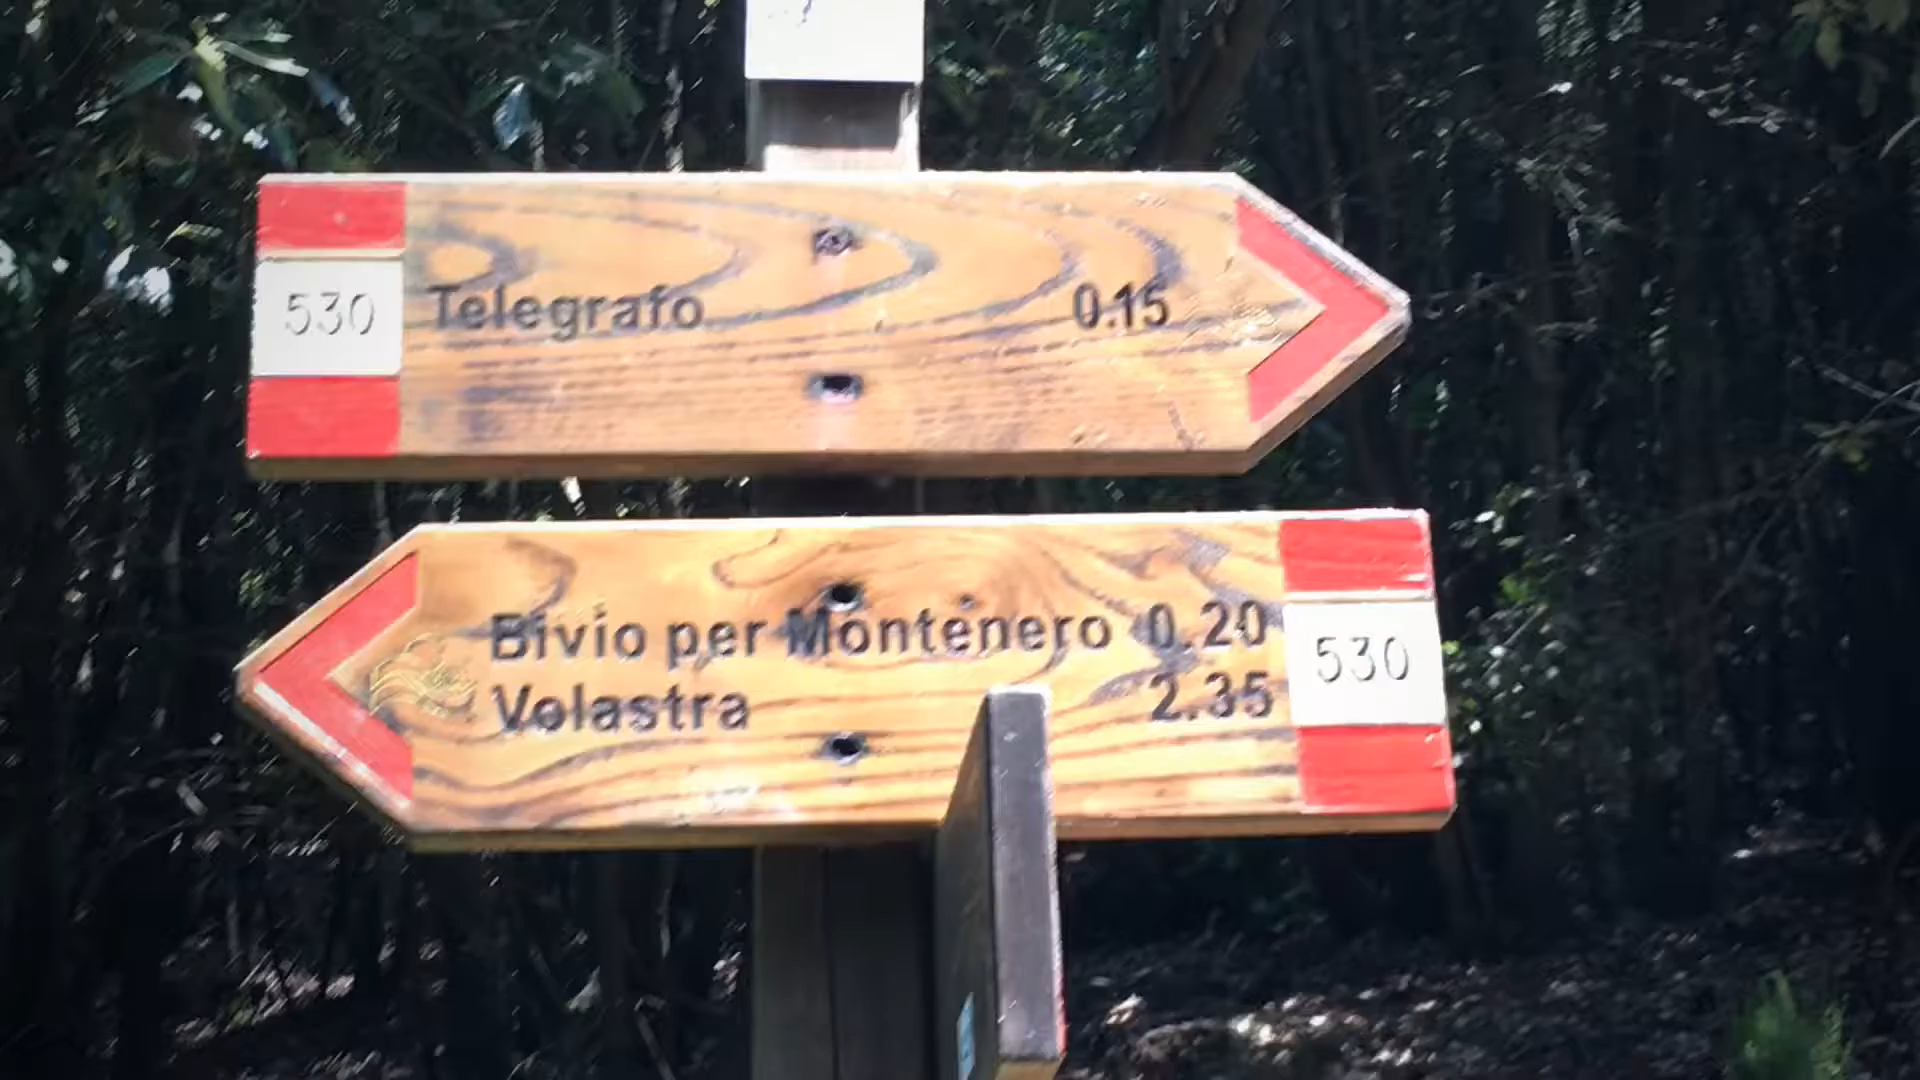 530 Telegrafo 0.15
Bivio per Montenero 0.20 530
Volastra 2.35